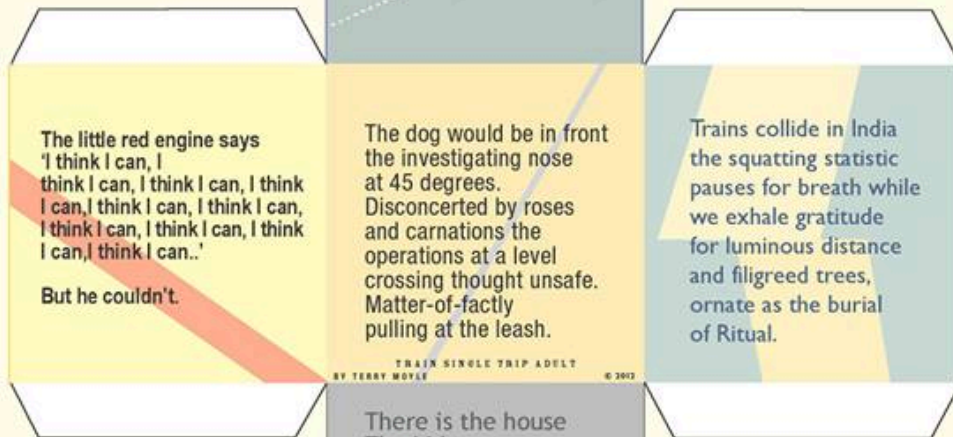 The little red engine says
'I think I can, I
think I can, I think I can, I think
I can,I think I can, I think I can,
I think I can, I think I can, I think
I can,I think I can..'
But he couldn't.
The dog would be in front
the investigating nose
at 45 degrees.
Disconcerted by roses
and carnations the
operations at a level
crossing thought unsafe.
Matter-of-factly
pulling at the leash.
TRAIN SINGLE TRIP ADULT
BY TERRY MOYLE
© 2012
Trains collide in India
the squatting statistic
pauses for breath while
we exhale gratitude
for luminous distance
and filigreed trees,
ornate as the burial
of Ritual.
There is the house